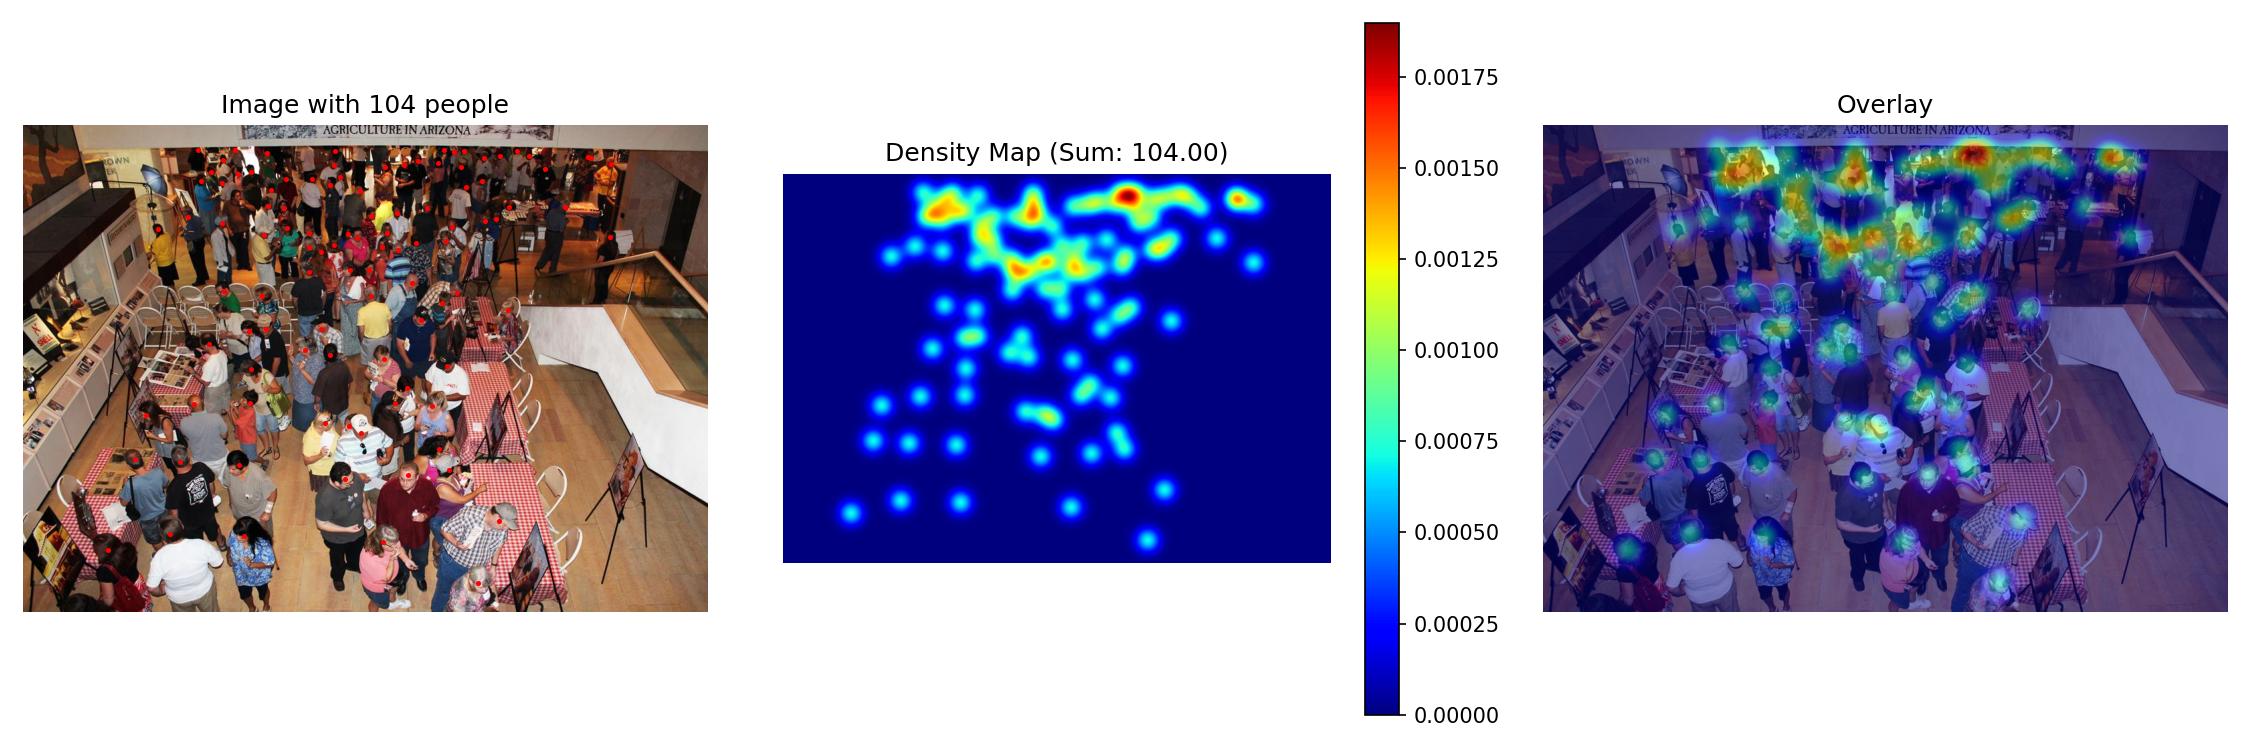 Image with 104 people
AGRICULTURE IN ARIZONA
Density Map (Sum: 104.00)
0.00175
0.00150
0.00125
0.00100
0.00075
0.00050
0.00025
0.00000
Overlay
AGRICULTURE IN ARIZONA